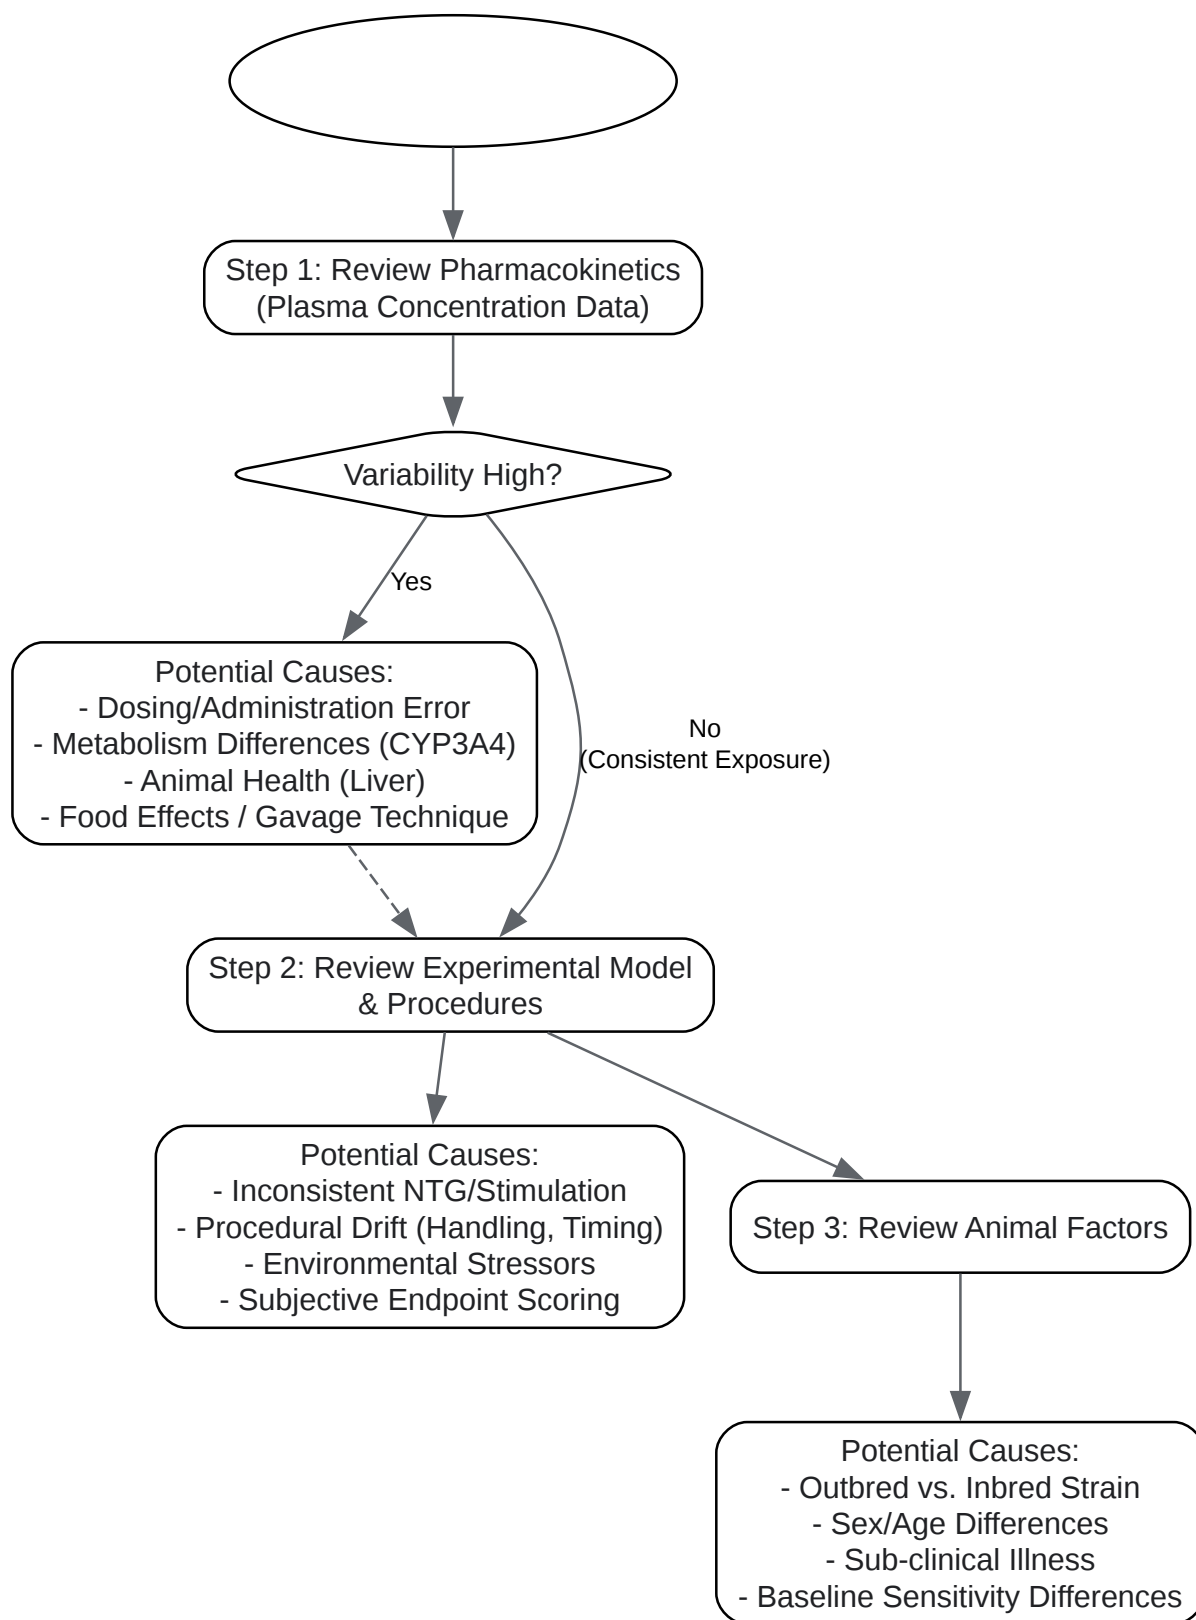 Step 1: Review Pharmacokinetics
(Plasma Concentration Data)
Variability High?
Yes
No
(Consistent Exposure)
Potential Causes:
- Dosing/Administration Error
- Metabolism Differences (CYP3A4)
- Animal Health (Liver)
- Food Effects / Gavage Technique
Step 2: Review Experimental Model
& Procedures
Potential Causes:
- Inconsistent NTG/Stimulation
- Procedural Drift (Handling, Timing)
- Environmental Stressors
- Subjective Endpoint Scoring
Step 3: Review Animal Factors
Potential Causes:
- Outbred vs. Inbred Strain
- Sex/Age Differences
- Sub-clinical Illness
- Baseline Sensitivity Differences